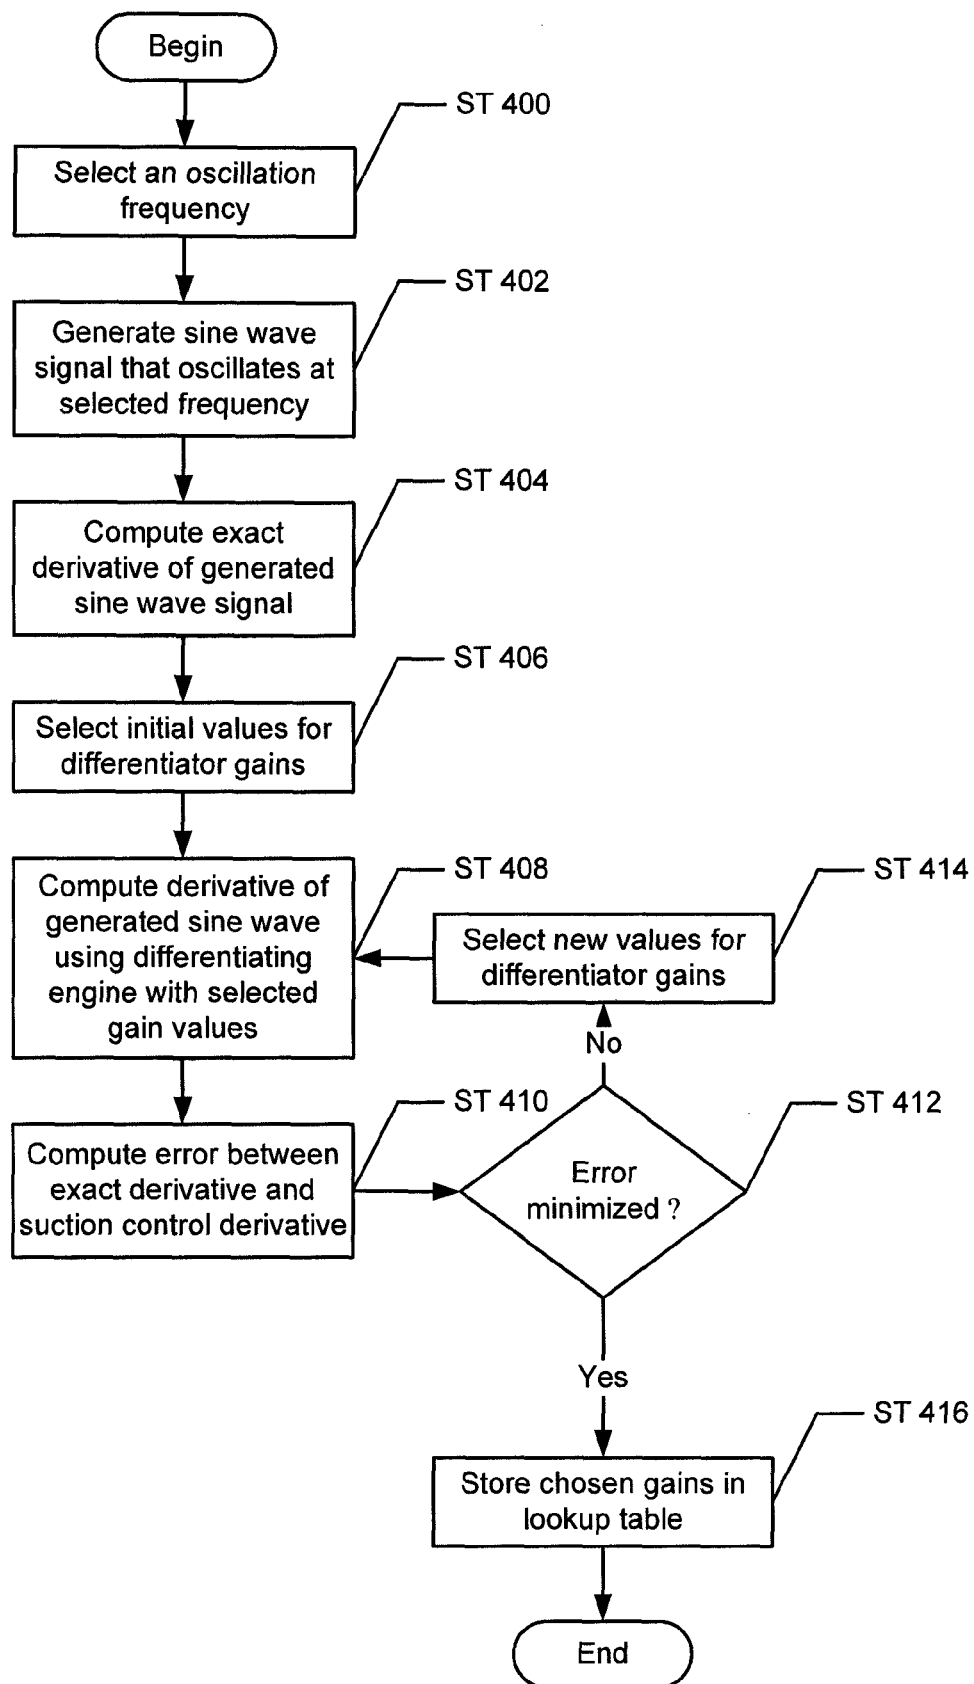 Begin
ST 400
Select an oscillation
frequency
ST 402
Generate sine wave
signal that oscillates at
selected frequency
ST 404
Compute exact
derivative of generated
sine wave signal
ST 406
Select initial values for
differentiator gains
ST 408
Compute derivative of
generated sine wave
using differentiating
engine with selected
gain values
ST 414
Select new values for
differentiator gains
No
ST 410
Compute error between
exact derivative and
suction control derivative
ST 412
Error
minimized ?
Yes
ST 416
Store chosen gains in
lookup table
End